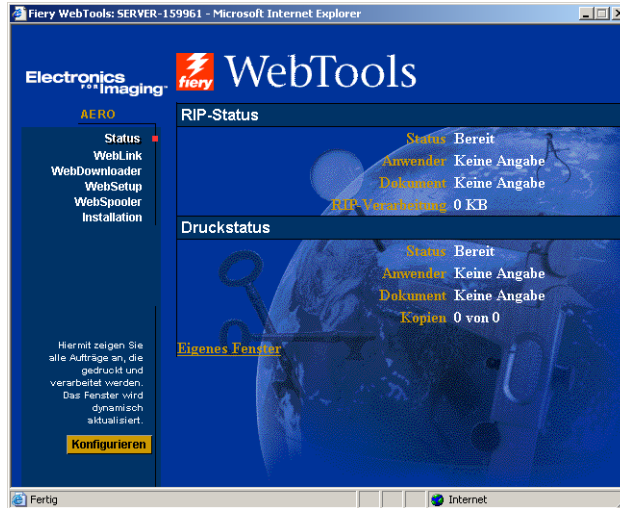 Fiery WebTools: SERVER-159961 - Microsoft Internet Explorer
Electronics
FOR Imaging
fiery
WebTools
AERO
Status
WebLink
WebDownloader
WebSetup
WebSpooler
Installation
Hiermit zeigen Sie
alle Aufträge an, die
gedruckt und
verarbeitet werden.
Das Fenster wird
dynamisch
aktualisiert.
Konfigurieren
RIP-Status
Status Bereit
Anwender Keine Angabe
Dokument Keine Angabe
RIP-Verarbeitung 0 KB
Druckstatus
Status Bereit
Anwender Keine Angabe
Dokument Keine Angabe
Kopien 0 von 0
Eigenes Fenster
Fertig
Internet